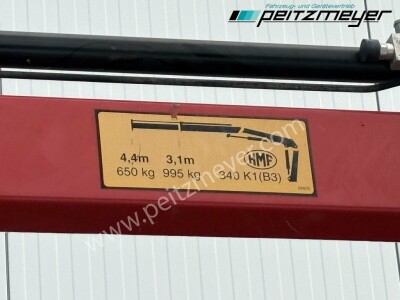 Fahrzeug- und Gerätevertrieb
peitzmeyer
4,4m 3,1m
650 kg 995 kg
HMF
340 K1(B3)
www.peitzmeyer.com